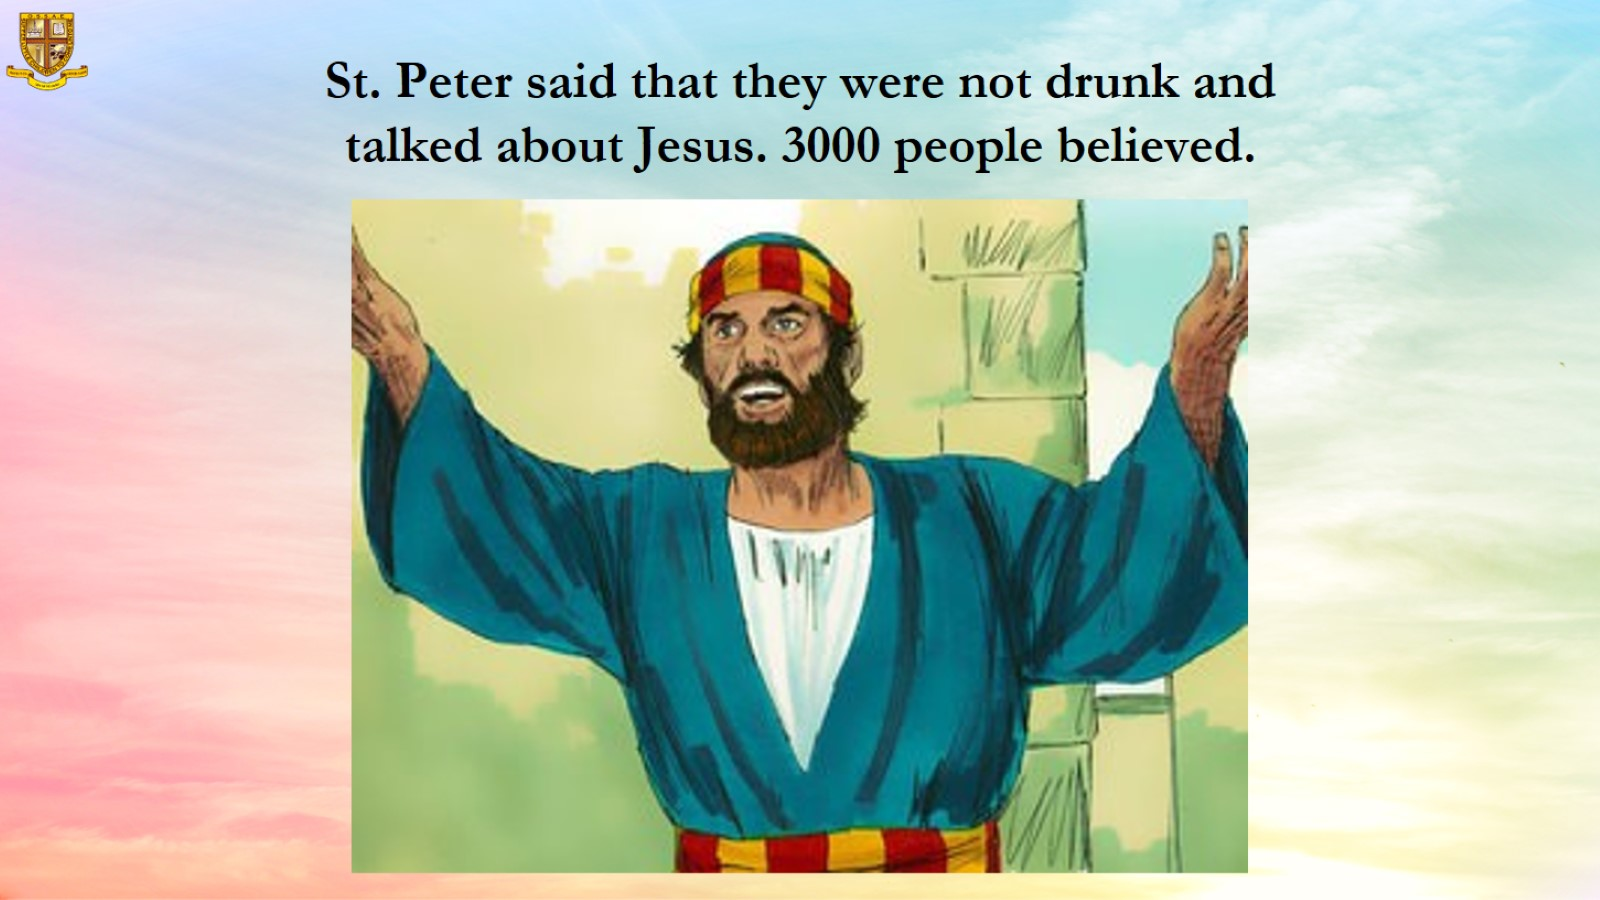 St. Peter said that they were not drunk and
talked about Jesus. 3000 people believed.